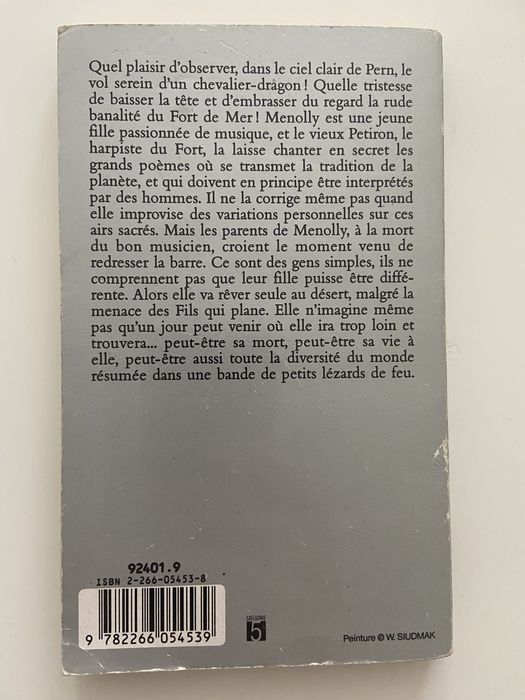 Quel plaisir d'observer, dans le ciel clair de Pern, le
vol serein d'un chevalier-dragon! Quelle tristesse
de baisser la tête et d'embrasser du regard la rude
banalité du Fort de Mer! Menolly est une jeune
fille passionnée de musique, et le vieux Petiron, le
harpiste du Fort, la laisse chanter en secret les
grands poèmes où se transmet la tradition de la
planète, et qui doivent en principe être interprétés
par des hommes. Il ne la corrige même pas quand
elle improvise des variations personnelles sur ces
airs sacrés. Mais les parents de Menolly, à la mort
du bon musicien, croient le moment venu de
redresser la barre. Ce sont des gens simples, ils ne
comprennent pas que leur fille puisse être diffé-
rente. Alors elle va rêver seule au désert, malgré la
menace des Fils qui plane. Elle n'imagine même
pas qu'un jour peut venir où elle ira trop loin et
trouvera... peut-être sa mort, peut-être sa vie à
elle, peut-être aussi toute la diversité du monde
résumée dans une bande de petits lézards de feu.
92401.9
ISBN 2-266-05453-8
9 782266 054539
CATÉGORIE
5
Peinture © W. SIUDMAK